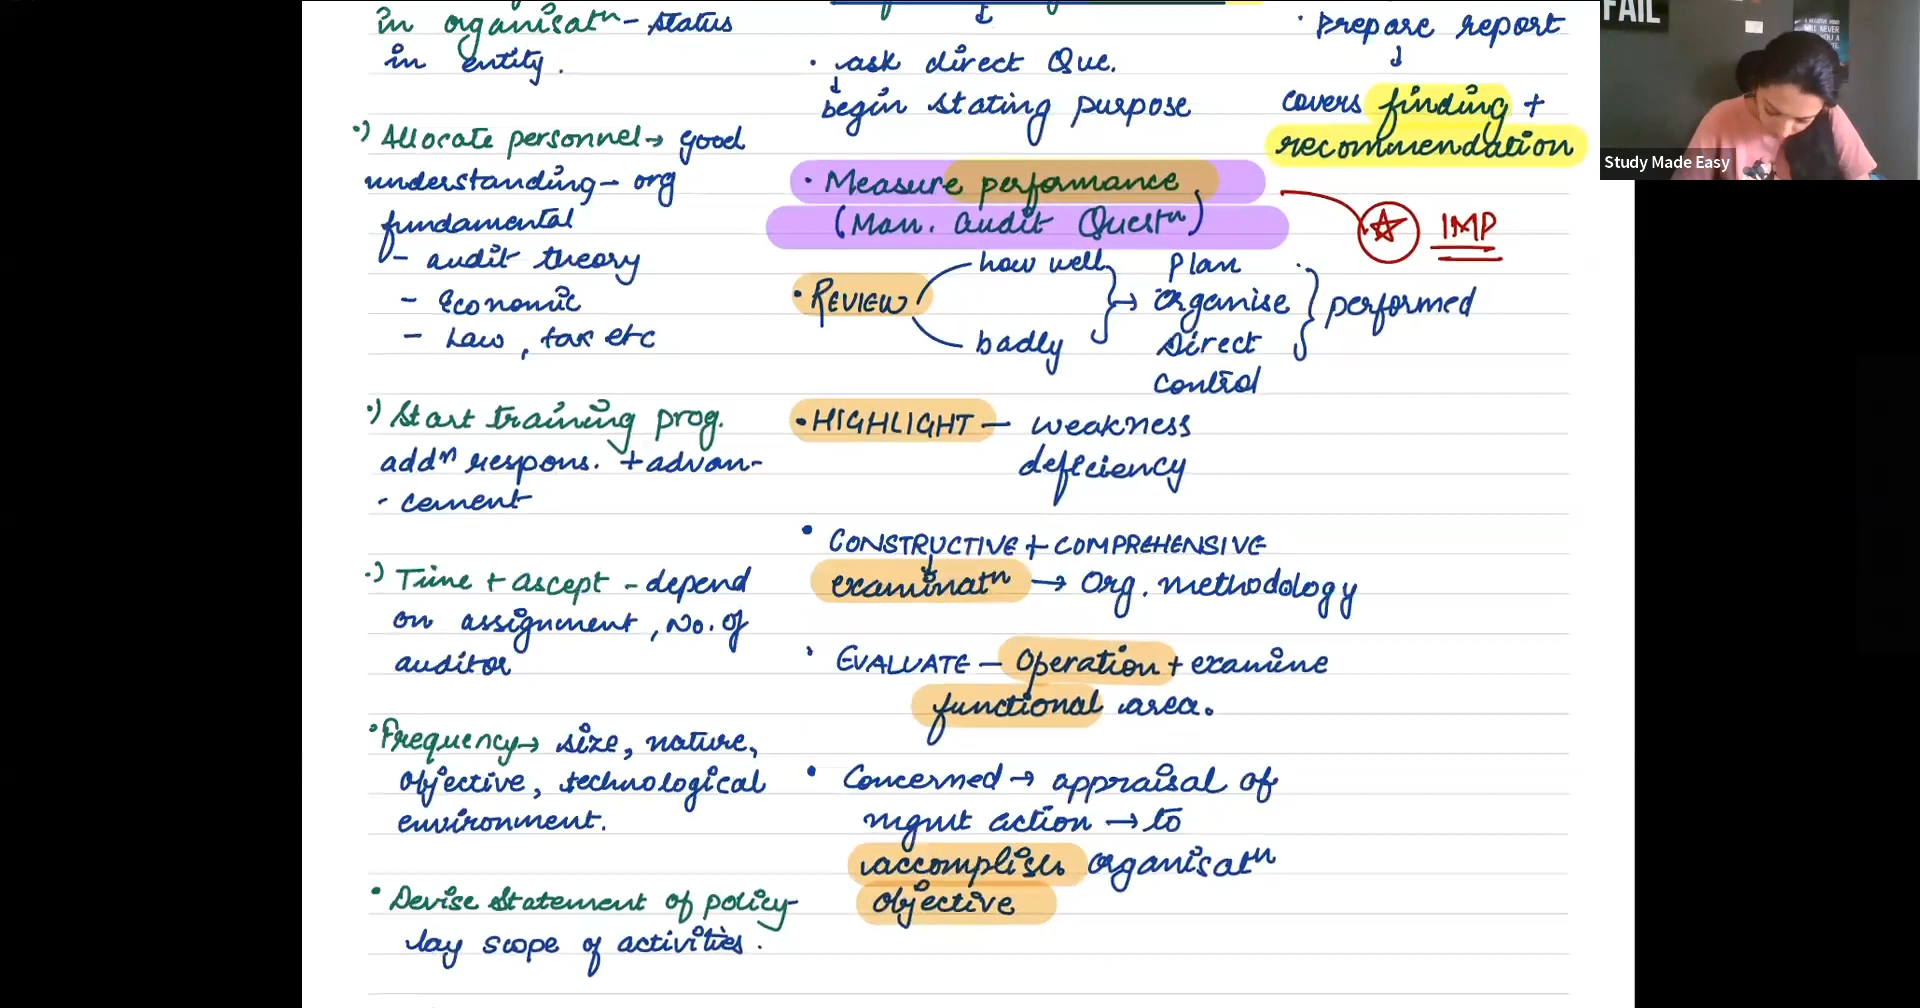 in organisatn - status
in entity.
•) Allocate personnel → good
understanding - org
fundamental
- audit theory
- Economic
- Law, tax etc
•) Start training prog.
addn respons. + advan-
- cement
•) Time + ascept - depend
on assignment, No. of
auditor
• Frequency → size, nature,
objective, technological
environment.
• Devise statement of policy -
lay scope of activities.
↓
• ask direct Que.
↓
begin stating purpose
• Measure performance
(Man. audit Questn)
• REVIEW
how well
badly
→
Plan
Organise
Direct
Control
performed
• HIGHLIGHT - weakness
deficiency
• CONSTRUCTIVE + COMPREHENSIVE
examinatn → Org. methodology
• EVALUATE - Operation + examine
functional area.
• Concerned → appraisal of
mgmt action → to
accomplish organisatn
objective
• Prepare report
↓
covers finding +
recommendation
IMP
FAIL
Study Made Easy